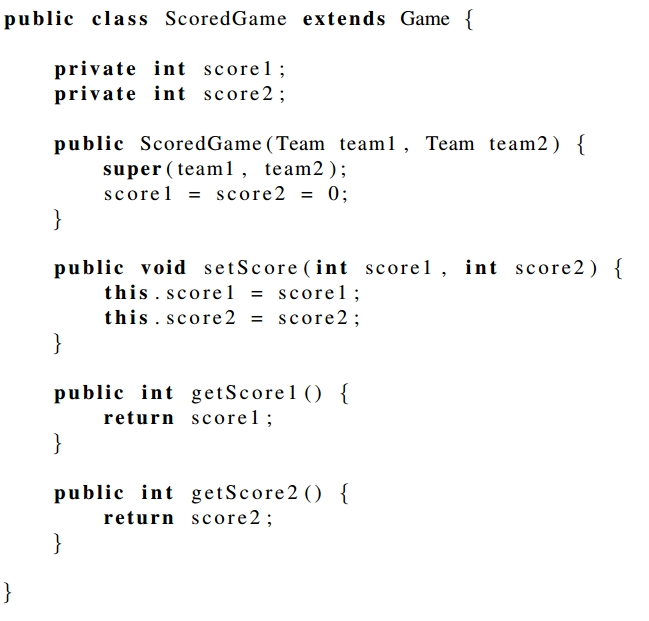 public class ScoredGame extends Game {
private int score1;
private int score2;
public ScoredGame(Team team1, Team team2) {
super(team1, team2);
score1 = score2 = 0;
}
public void setScore(int score1, int score2) {
this.score1 = score1;
this.score2 = score2;
}
public int getScore1() {
return score1;
}
public int getScore2() {
return score2;
}
}